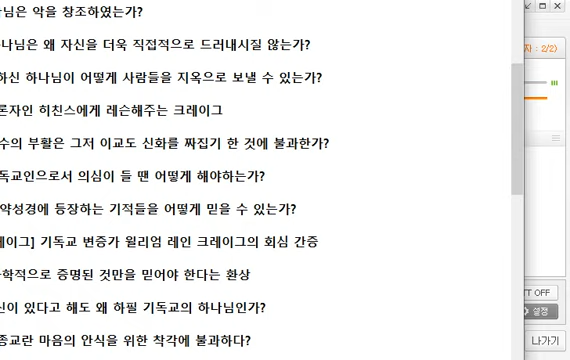 님은 악을 창조하였는가?
하나님은 왜 자신을 더욱 직접적으로 드러내시질 않는가?
하신 하나님이 어떻게 사람들을 지옥으로 보낼 수 있는가?
론자인 히친스에게 레슨해주는 크레이그
수의 부활은 그저 이교도 신화를 짜집기 한 것에 불과한가?
독교인으로서 의심이 들 땐 어떻게 해야하는가?
약성경에 등장하는 기적들을 어떻게 믿을 수 있는가?
레이그] 기독교 변증가 윌리엄 레인 크레이그의 회심 간증
학적으로 증명된 것만을 믿어야 한다는 환상
신이 있다고 해도 왜 하필 기독교의 하나님인가?
종교란 마음의 안식을 위한 착각에 불과하다?
자 : 2/2)
OFF
설정
나가기